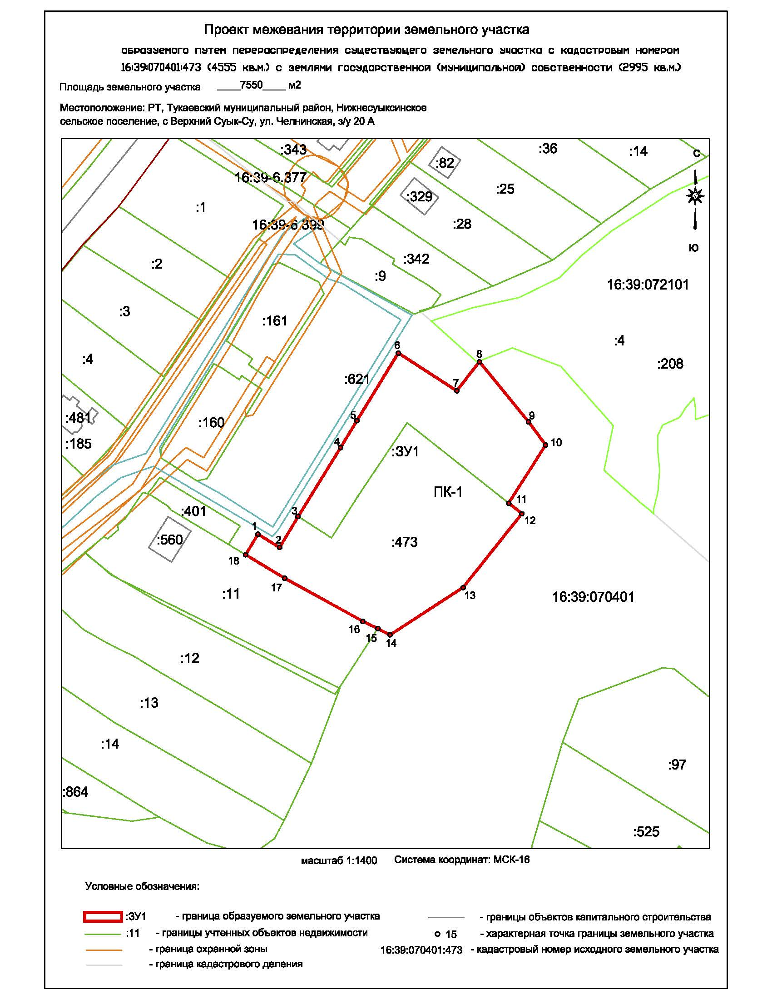 Проект межевания территории земельного участка
образуемого путем перераспределения существующего земельного участка с кадастровым номером
16:39:070401:473 (4555 кв.м.) с землями государственной (муниципальной) собственности (2995 кв.м.)
Площадь земельного участка ____7550____ м2
Местоположение: РТ, Тукаевский муниципальный район, Нижнесуыксинское
сельское поселение, с Верхний Суык-Су, ул. Челнинская, з/у 20 А
:343
:36
:14
С
:82
16:39-6.377
:25
:329
:1
16:39-6.399
:28
Ю
:342
:2
:9
16:39:072101
:3
:161
:4
6
8
:4
:208
:621
7
5
9
:481
:160
4
10
:185
:ЗУ1
ПК-1
11
:401
3
12
1
:560
2
:473
18
17
:11
13
16:39:070401
16
15
14
:12
:13
:14
:97
:864
:525
масштаб 1:1400 Система координат: МСК-16
Условные обозначения:
:ЗУ1 - граница образуемого земельного участка
- границы объектов капитального строительства
:11 - границы учтенных объектов недвижимости
15 - характерная точка границы земельного участка
- граница охранной зоны
16:39:070401:473 - кадастровый номер исходного земельного участка
- граница кадастрового деления